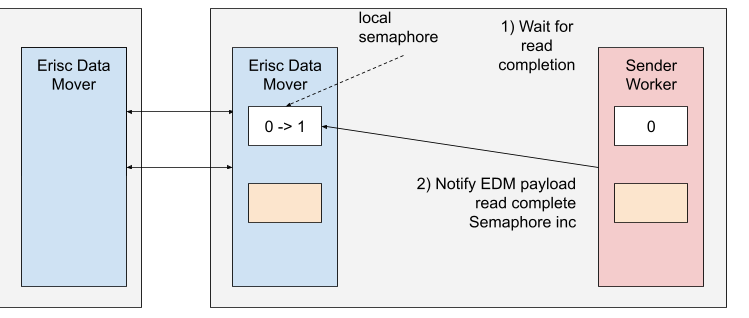 Erisc Data
Mover
Erisc Data
Mover
0 -> 1
local
semaphore
1) Wait for
read
completion
2) Notify EDM payload
read complete
Semaphore inc
Sender
Worker
0